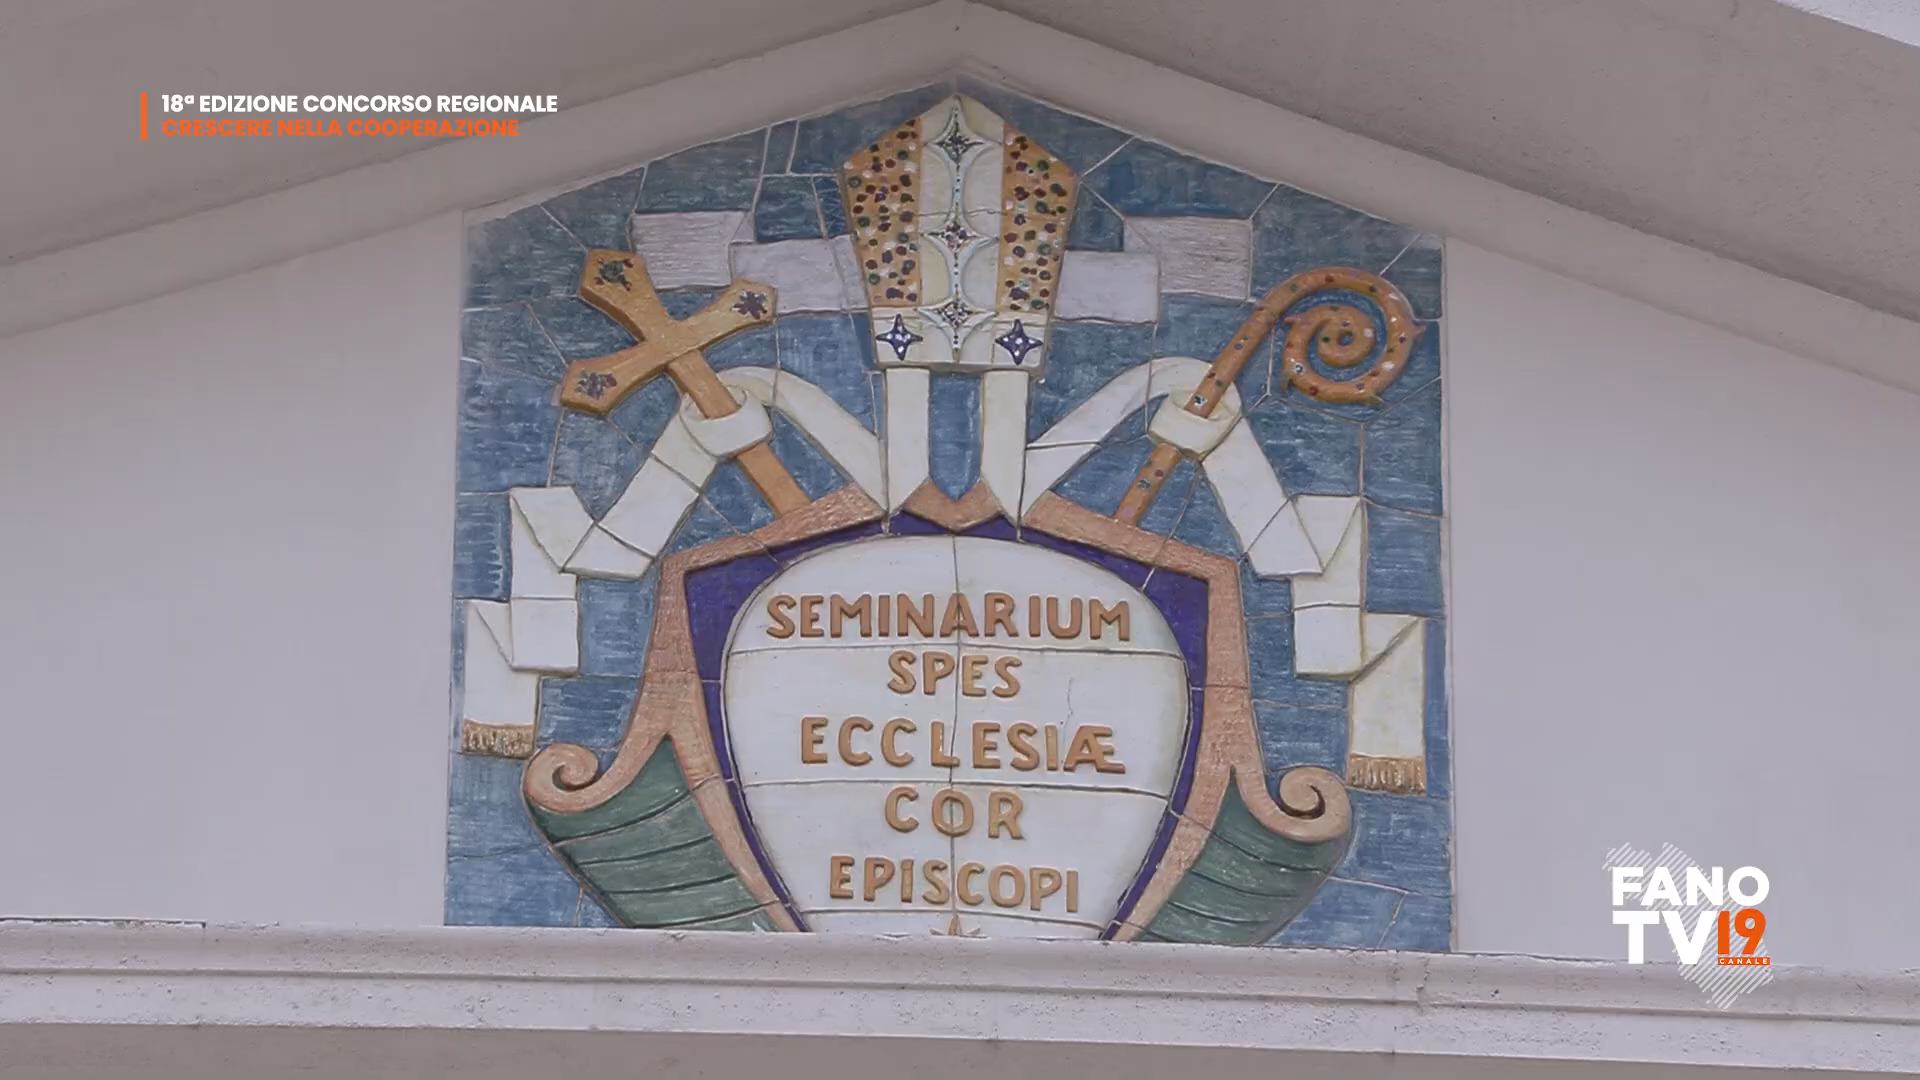 18ª EDIZIONE CONCORSO REGIONALE
CRESCERE NELLA COOPERAZIONE
SEMINARIUM
SPES
ECCLESIÆ
COR
EPISCOPI
FANO
TV19
CANALE